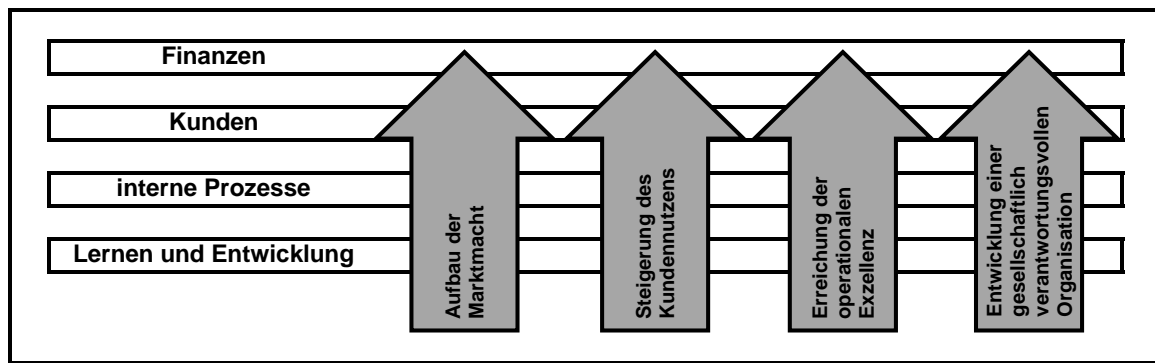 Finanzen
Kunden
interne Prozesse
Lernen und Entwicklung
Aufbau der
Marktmacht
Steigerung des
Kundennutzens
Erreichung der
operationalen
Exzellenz
Entwicklung einer
gesellschaftlich
verantwortungsvollen
Organisation